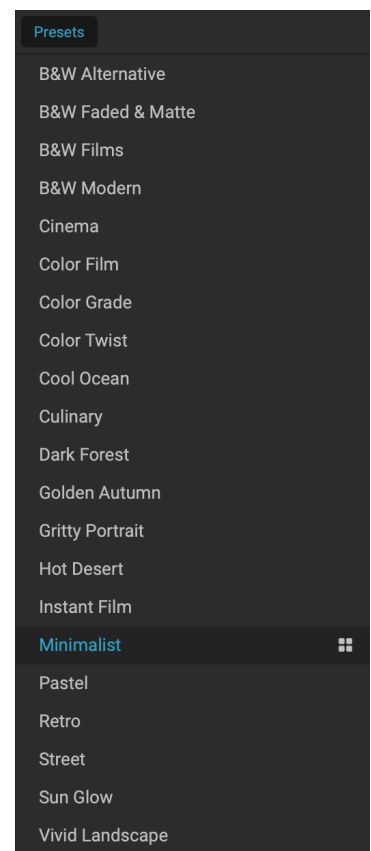 Presets
B&W Alternative
B&W Faded & Matte
B&W Films
B&W Modern
Cinema
Color Film
Color Grade
Color Twist
Cool Ocean
Culinary
Dark Forest
Golden Autumn
Gritty Portrait
Hot Desert
Instant Film
Minimalist
Pastel
Retro
Street
Sun Glow
Vivid Landscape